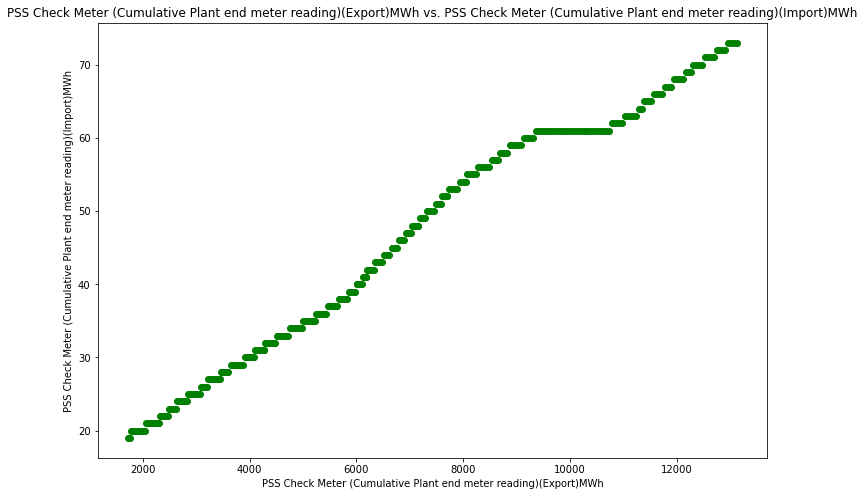 PSS Check Meter (Cumulative Plant end meter reading)(Export)MWh vs. PSS Check Meter (Cumulative Plant end meter reading)(Import)MWh
PSS Check Meter (Cumulative Plant end meter reading)(Import)MWh
70
60
50
40
30
20
2000 4000 6000 8000 10000 12000
PSS Check Meter (Cumulative Plant end meter reading)(Export)MWh